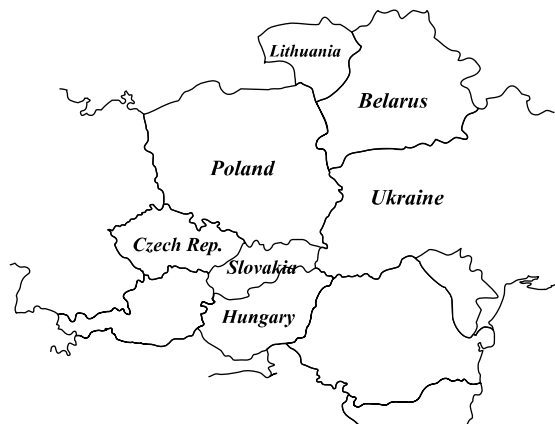 Lithuania
Belarus
Poland
Ukraine
Czech Rep.
Slovakia
Hungary